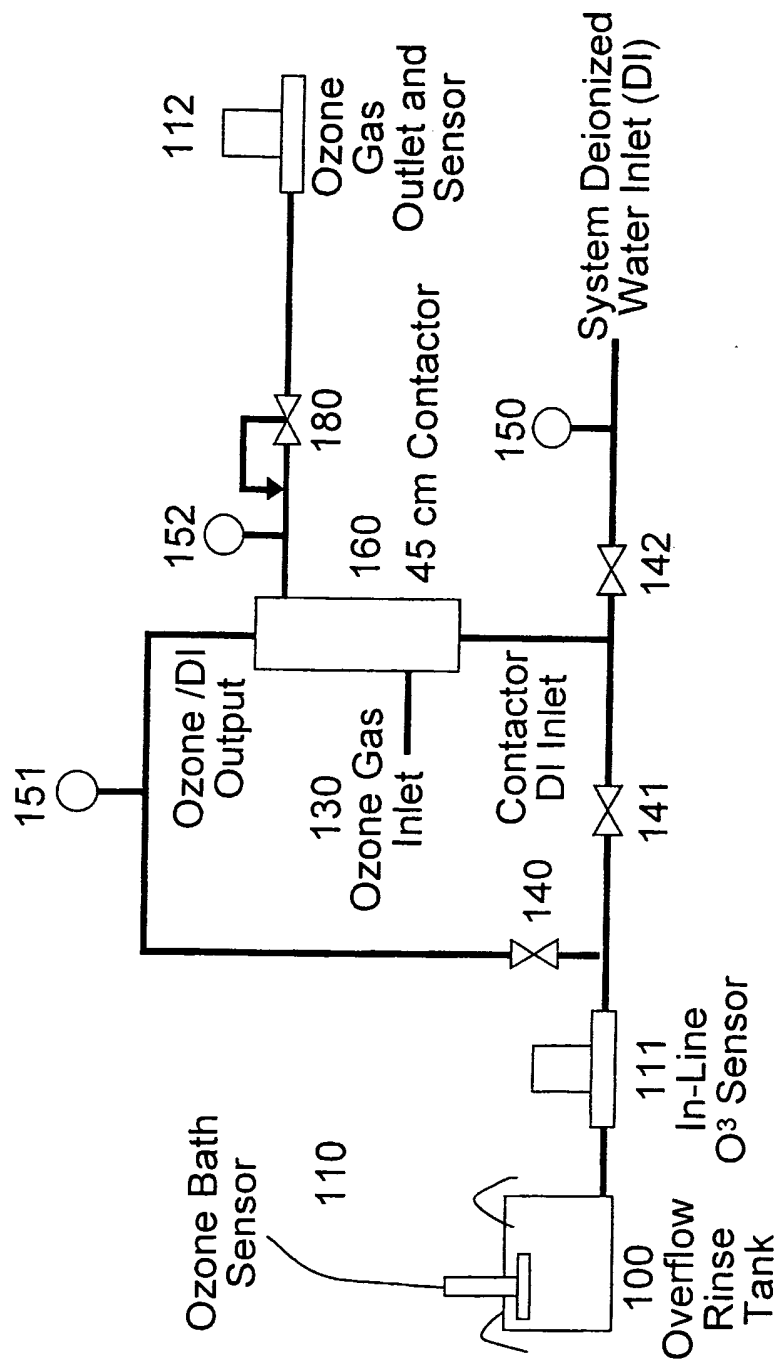 Ozone Bath
Sensor
110
100
Overflow
Rinse
Tank
111
In-Line
O³ Sensor
140
141
142
150
151
Ozone /DI
Output
130
Ozone Gas
Inlet
Contactor
DI Inlet
152
160
45 cm Contactor
180
112
Ozone
Gas
Outlet and
Sensor
System Deionized
Water Inlet (DI)